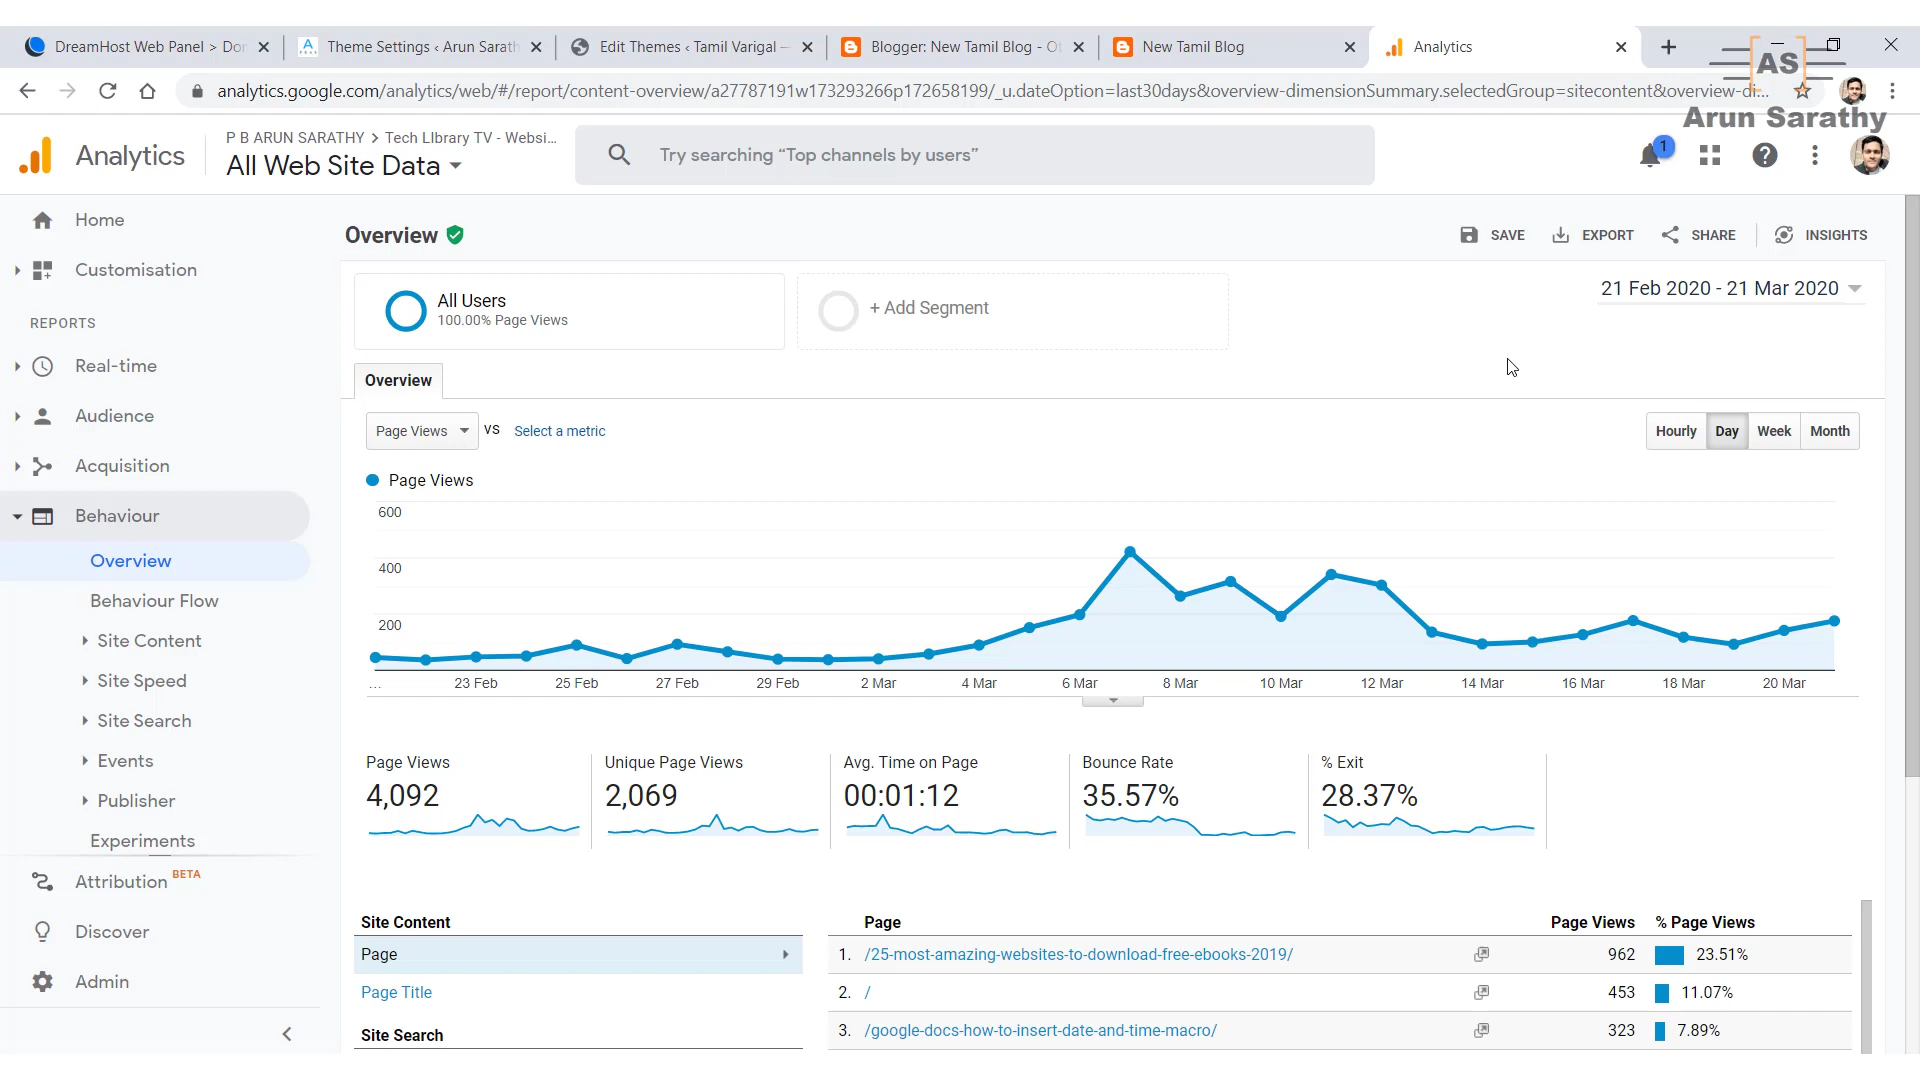 DreamHost Web Panel > Dor
Theme Settings ‹ Arun Sarath
Edit Themes ‹ Tamil Varigal —
Blogger: New Tamil Blog - Ot
New Tamil Blog
Analytics
analytics.google.com/analytics/web/#/report/content-overview/a27787191w173293266p172658199/_u.dateOption=last30days&overview-dimensionSummary.selectedGroup=sitecontent&overview-di...
AS
Arun Sarathy
Analytics
P B ARUN SARATHY > Tech LIbrary TV - Websi...
All Web Site Data
Try searching “Top channels by users”
1
Home
Customisation
REPORTS
Real-time
Audience
Acquisition
Behaviour
Overview
Behaviour Flow
Site Content
Site Speed
Site Search
Events
Publisher
Experiments
Attribution BETA
Discover
Admin
Overview
SAVE
EXPORT
SHARE
INSIGHTS
All Users
100.00% Page Views
+ Add Segment
21 Feb 2020 - 21 Mar 2020
Overview
Page Views
VS
Select a metric
Hourly
Day
Week
Month
Page Views
600
400
200
...
23 Feb
25 Feb
27 Feb
29 Feb
2 Mar
4 Mar
6 Mar
8 Mar
10 Mar
12 Mar
14 Mar
16 Mar
18 Mar
20 Mar
Page Views
4,092
Unique Page Views
2,069
Avg. Time on Page
00:01:12
Bounce Rate
35.57%
% Exit
28.37%
Site Content
Page
Page Title
Site Search
Page Page Views % Page Views
1. /25-most-amazing-websites-to-download-free-ebooks-2019/ 962 23.51%
2. / 453 11.07%
3. /google-docs-how-to-insert-date-and-time-macro/ 323 7.89%